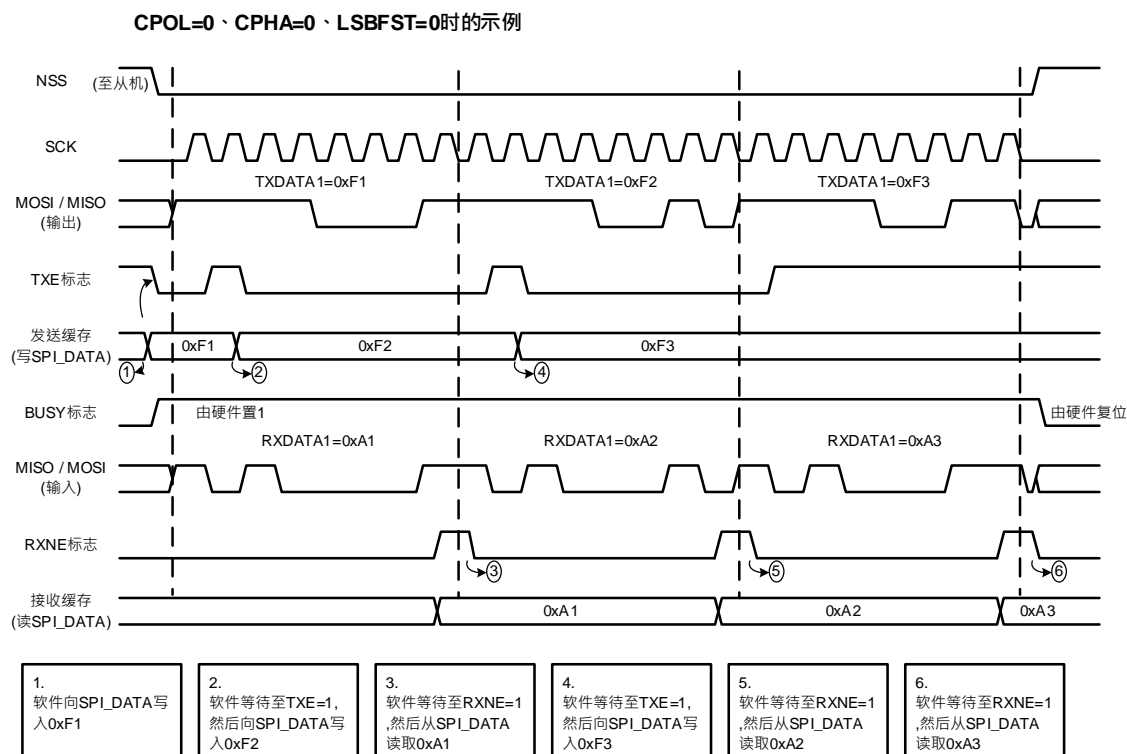 CPOL=0、CPHA=0、LSBFST=0时的示例
NSS (至从机)
SCK
TXDATA1=0xF1 TXDATA1=0xF2 TXDATA1=0xF3
MOSI / MISO
(输出)
TXE标志
发送缓存
(写SPI_DATA)
0xF1 0xF2 0xF3
① ② ④
BUSY标志 由硬件置1 由硬件复位
RXDATA1=0xA1 RXDATA1=0xA2 RXDATA1=0xA3
MISO / MOSI
(输入)
RXNE标志
③ ⑤ ⑥
接收缓存
(读SPI_DATA)
0xA1 0xA2 0xA3
1.
软件向SPI_DATA写
入0xF1
2.
软件等待至TXE=1,
然后向SPI_DATA写
入0xF2
3.
软件等待至RXNE=1
,然后从SPI_DATA
读取0xA1
4.
软件等待至TXE=1,
然后向SPI_DATA写
入0xF3
5.
软件等待至RXNE=1
,然后从SPI_DATA
读取0xA2
6.
软件等待至RXNE=1
,然后从SPI_DATA
读取0xA3